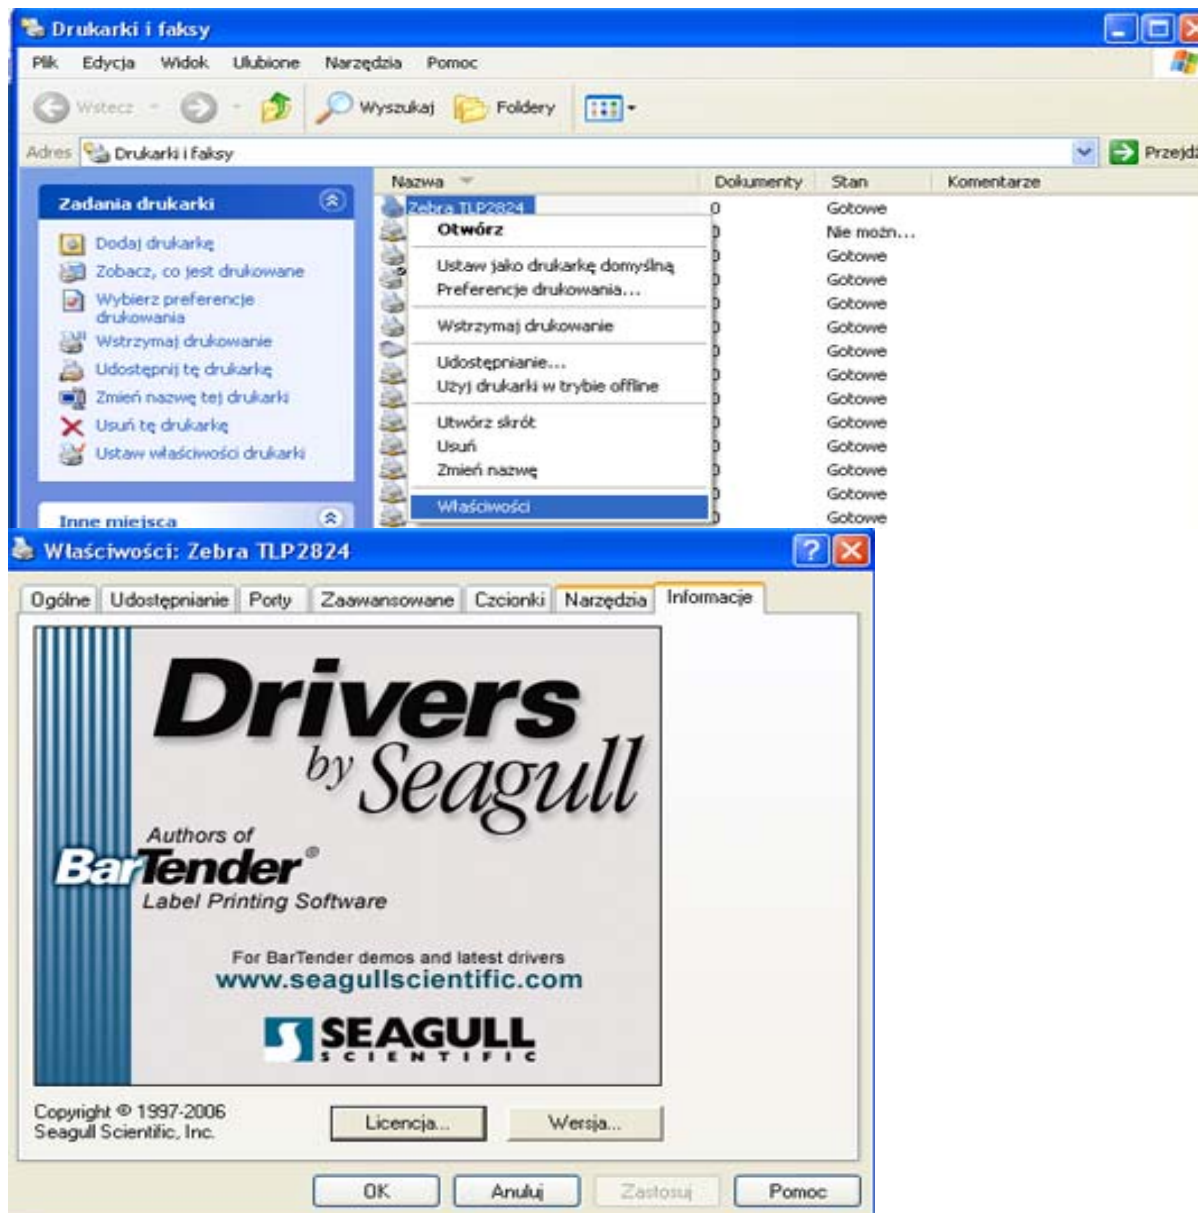 Drukarki i faksy
Plik Edycja Widok Ulubione Narzędzia Pomoc
Wstecz Wyszukaj Foldery
Adres Drukarki i faksy Przejdź
Nazwa Dokumenty Stan Komentarze
Zadania drukarki
Dodaj drukarkę
Zobacz, co jest drukowane
Wybierz preferencje
drukowania
Wstrzymaj drukowanie
Udostępnij tę drukarkę
Zmień nazwę tej drukarki
Usuń tę drukarkę
Ustaw właściwości drukarki
Inne miejsca
Zebra TLP2824 0 Gotowe
Nie możn...
Gotowe
Gotowe
Gotowe
Gotowe
Gotowe
Gotowe
Gotowe
Gotowe
Gotowe
Gotowe
Gotowe
Gotowe
Otwórz
Ustaw jako drukarkę domyślną
Preferencje drukowania...
Wstrzymaj drukowanie
Udostępnianie...
Użyj drukarki w trybie offline
Utwórz skrót
Usuń
Zmień nazwę
Właściwości
Właściwości: Zebra TLP2824
Ogólne Udostępnianie Porty Zaawansowane Czcionki Narzędzia Informacje
Drivers
by Seagull
Authors of
BarTender®
Label Printing Software
For BarTender demos and latest drivers
www.seagullscientific.com
SEAGULL
SCIENTIFIC
Copyright © 1997-2006
Seagull Scientific, Inc.
Licencja... Wersja...
OK Anuluj Zastosuj Pomoc